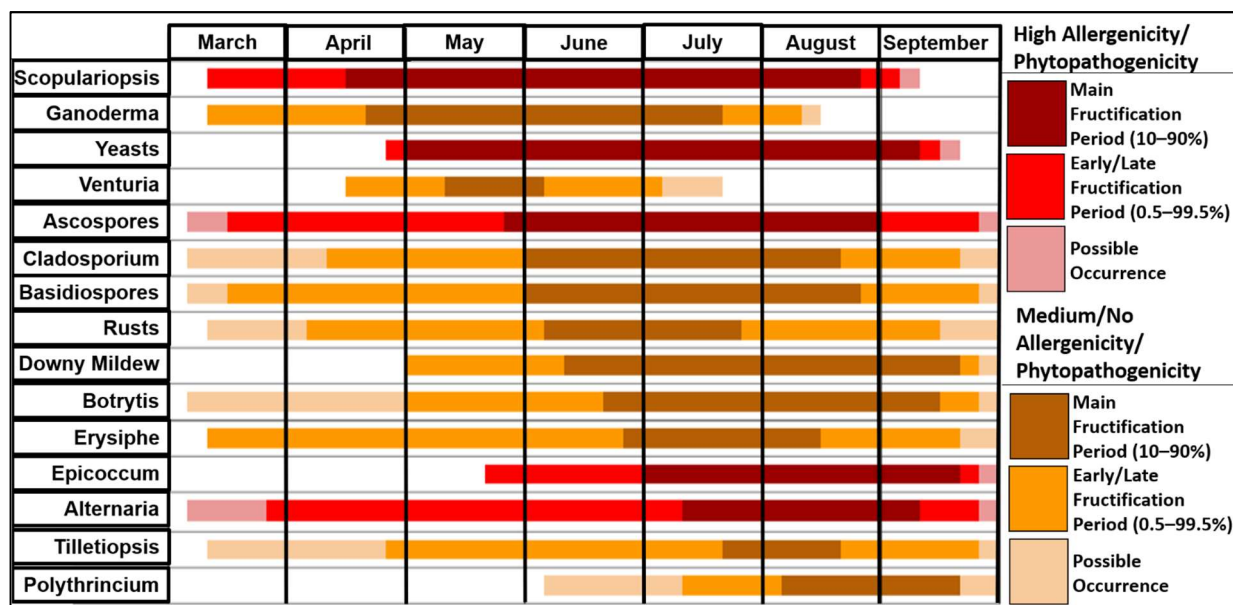 March April May June July August September
Scopulariopsis
Ganoderma
Yeasts
Venturia
Ascospores
Cladosporium
Basidiospores
Rusts
Downy Mildew
Botrytis
Erysiphe
Epicoccum
Alternaria
Tilletiopsis
Polythrincium
High Allergenicity/
Phytopathogenicity
Main
Fructification
Period (10–90%)
Early/Late
Fructification
Period (0.5–99.5%)
Possible
Occurrence
Medium/No
Allergenicity/
Phytopathogenicity
Main
Fructification
Period (10–90%)
Early/Late
Fructification
Period (0.5–99.5%)
Possible
Occurrence